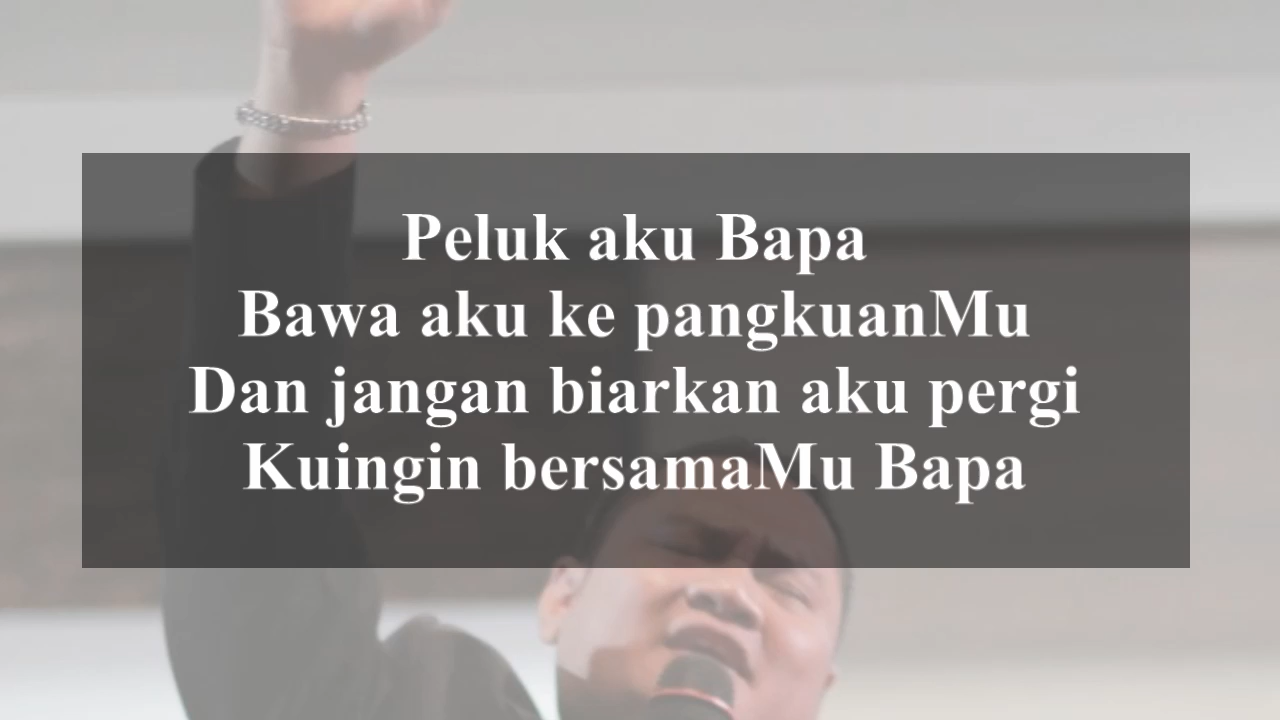 Peluk aku Bapa
Bawa aku ke pangkuanMu
Dan jangan biarkan aku pergi
Kuingin bersamaMu Bapa